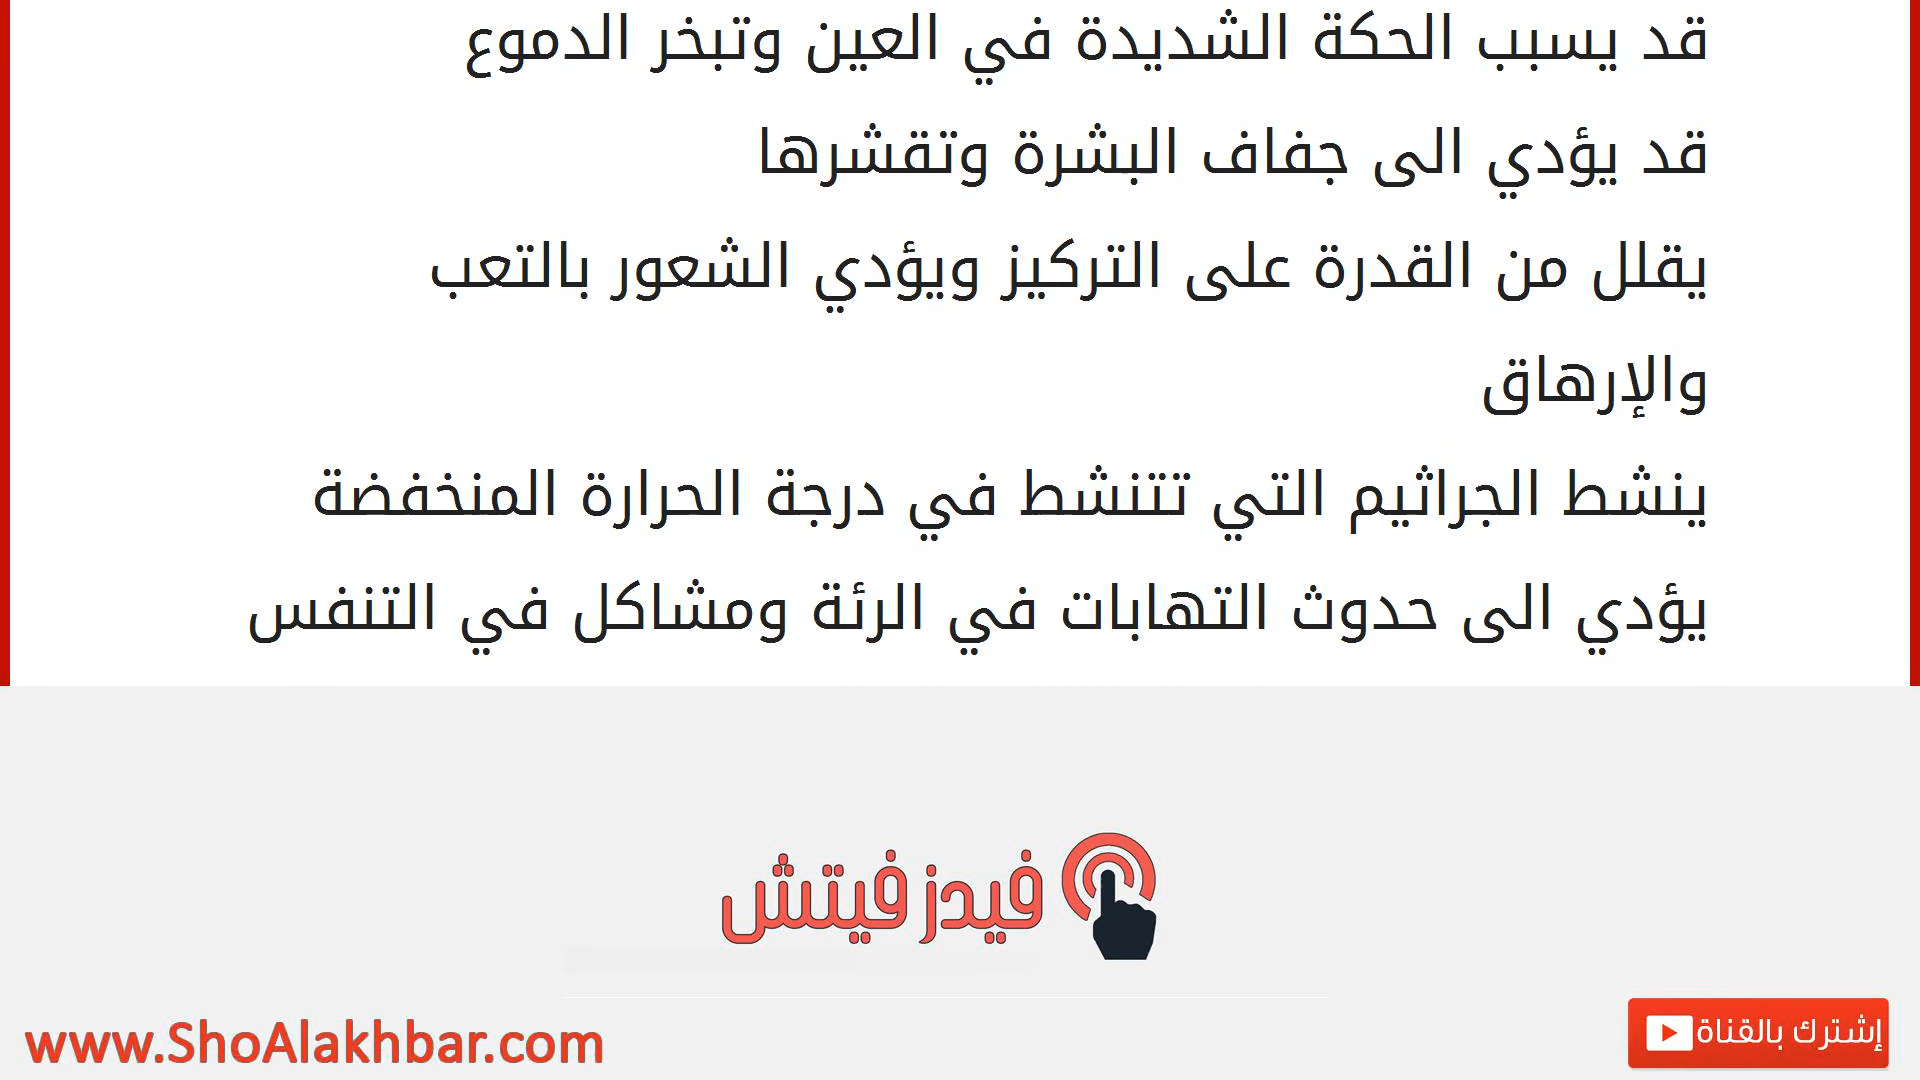 قد يسبب الحكة الشديدة في العين وتبخر الدموع
قد يؤدي الى جفاف البشرة وتقشرها
يقلل من القدرة على التركيز ويؤدي الشعور بالتعب
والإرهاق
ينشط الجراثيم التي تتنشط في درجة الحرارة المنخفضة
يؤدي الى حدوث التهابات في الرئة ومشاكل في التنفس
فيدز فيتش
www.ShoAlakhbar.com
إشترك بالقناة